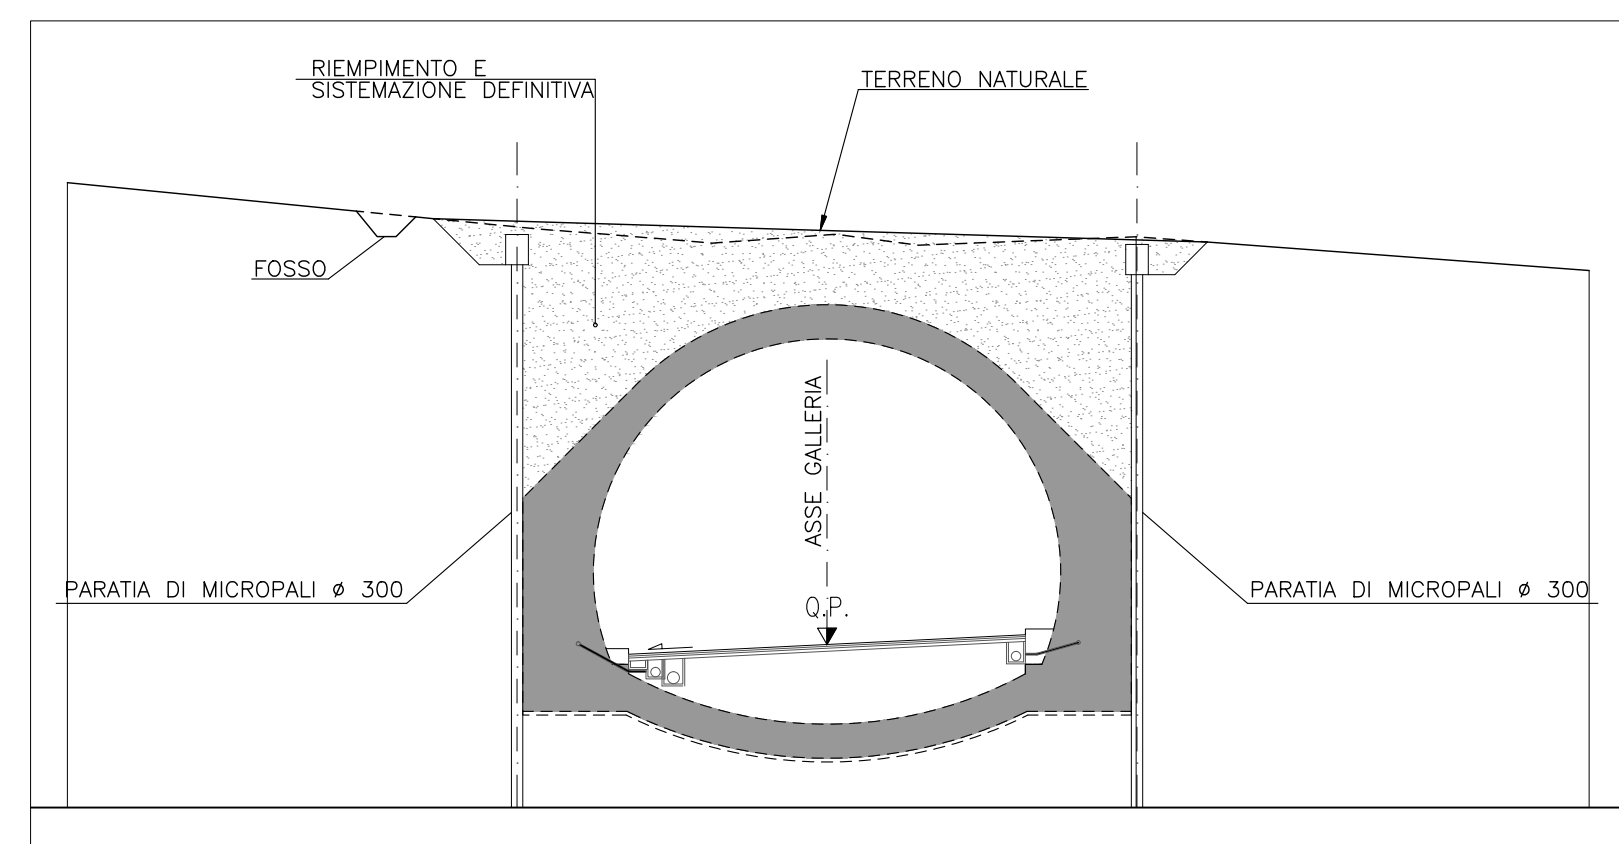 RIEMPIMENTO E
SISTEMAZIONE DEFINITIVA
TERRENO NATURALE
FOSSO
ASSE GALLERIA
PARATIA DI MICROPALI ø 300
Q.P.
PARATIA DI MICROPALI ø 300